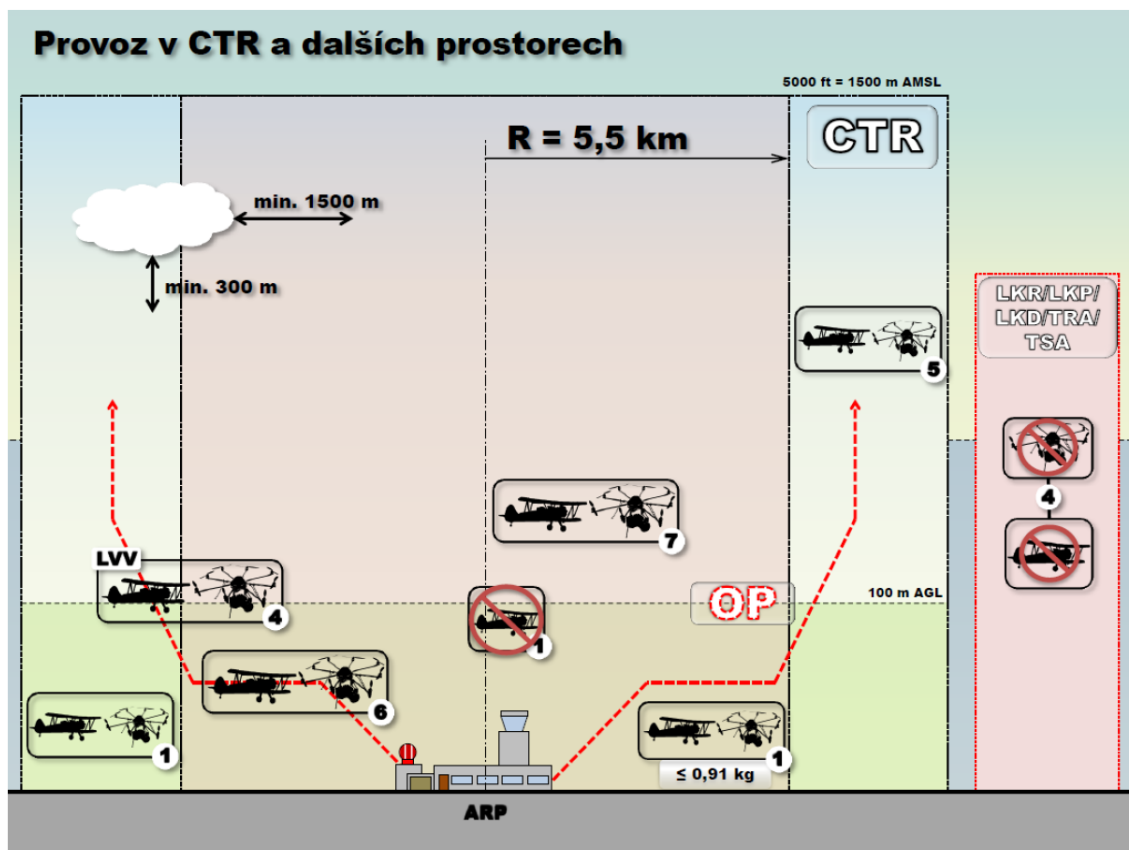 Provoz v CTR a dalších prostorech
5000 ft = 1500 m AMSL
R = 5,5 km
CTR
min. 1500 m
min. 300 m
LKR/LKP/
LKD/TRA/
TSA
5
4
7
LVV
4
100 m AGL
OP
1
6
1
1
≤ 0,91 kg
ARP